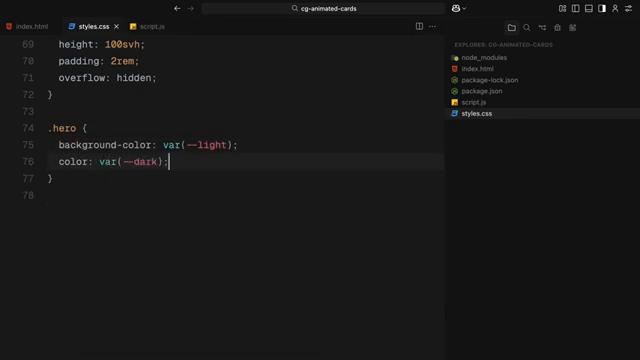 cg-animated-cards
index.html
styles.css
script.js
69 height: 100svh;
70 padding: 2rem;
71 overflow: hidden;
72 }
73
74 .hero {
75 background-color: var(--light);
76 color: var(--dark);
77 }
78
EXPLORER: CG-ANIMATED-CARDS
node_modules
index.html
package-lock.json
package.json
script.js
styles.css